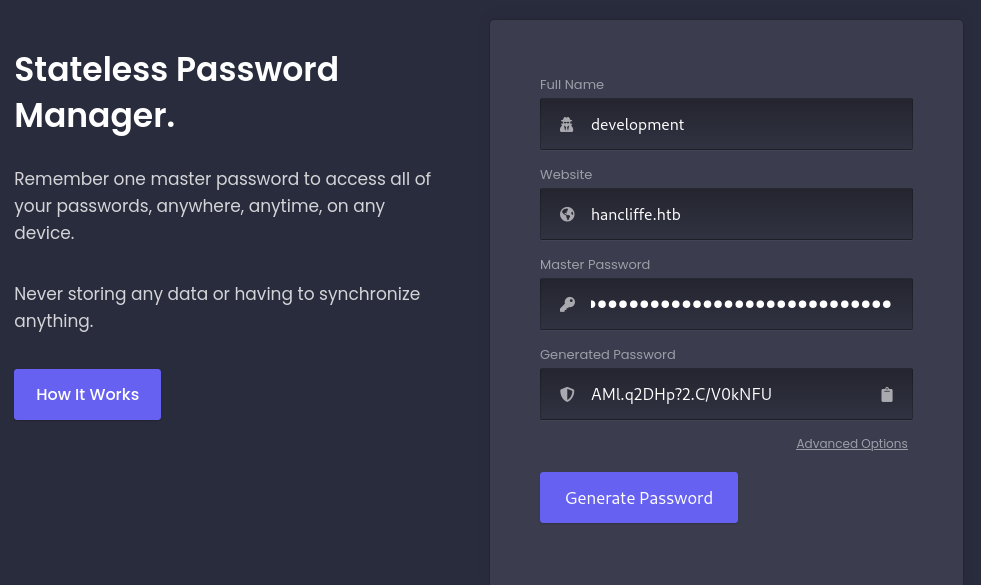 Stateless Password
Manager.
Remember one master password to access all of
your passwords, anywhere, anytime, on any
device.
Never storing any data or having to synchronize
anything.
How It Works
Full Name
development
Website
hancliffe.htb
Master Password
Generated Password
AMl.q2DHp?2.C/V0kNFU
Advanced Options
Generate Password